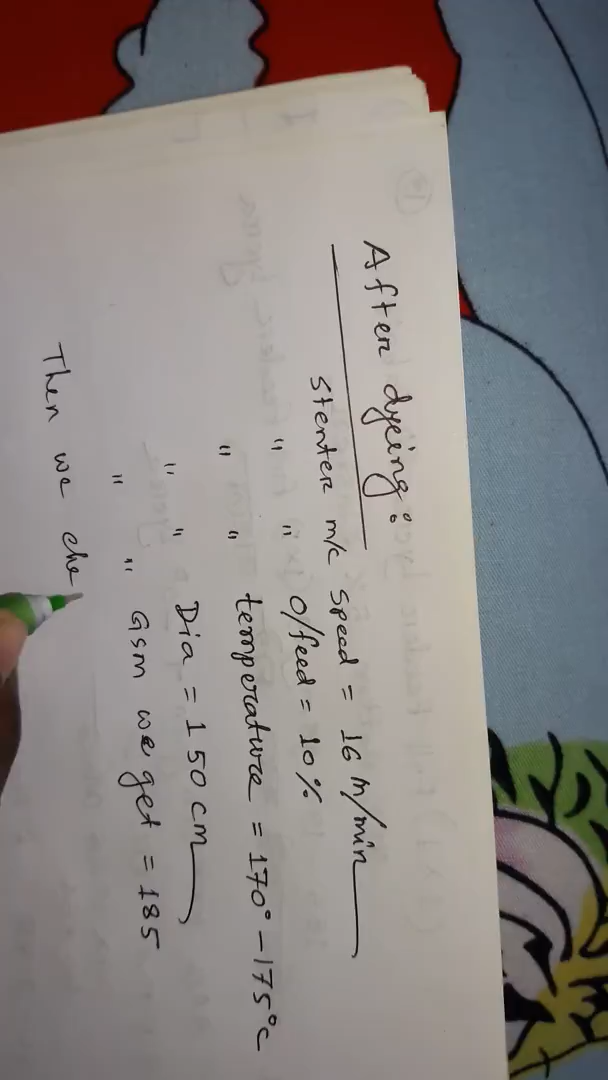 After dyeing:
Stenter m/c speed = 16 m/min
" " o/feed = 10%
" " temperature = 170° - 175°c
" " Dia = 150 cm
" " Gsm we get = 185
Then we che